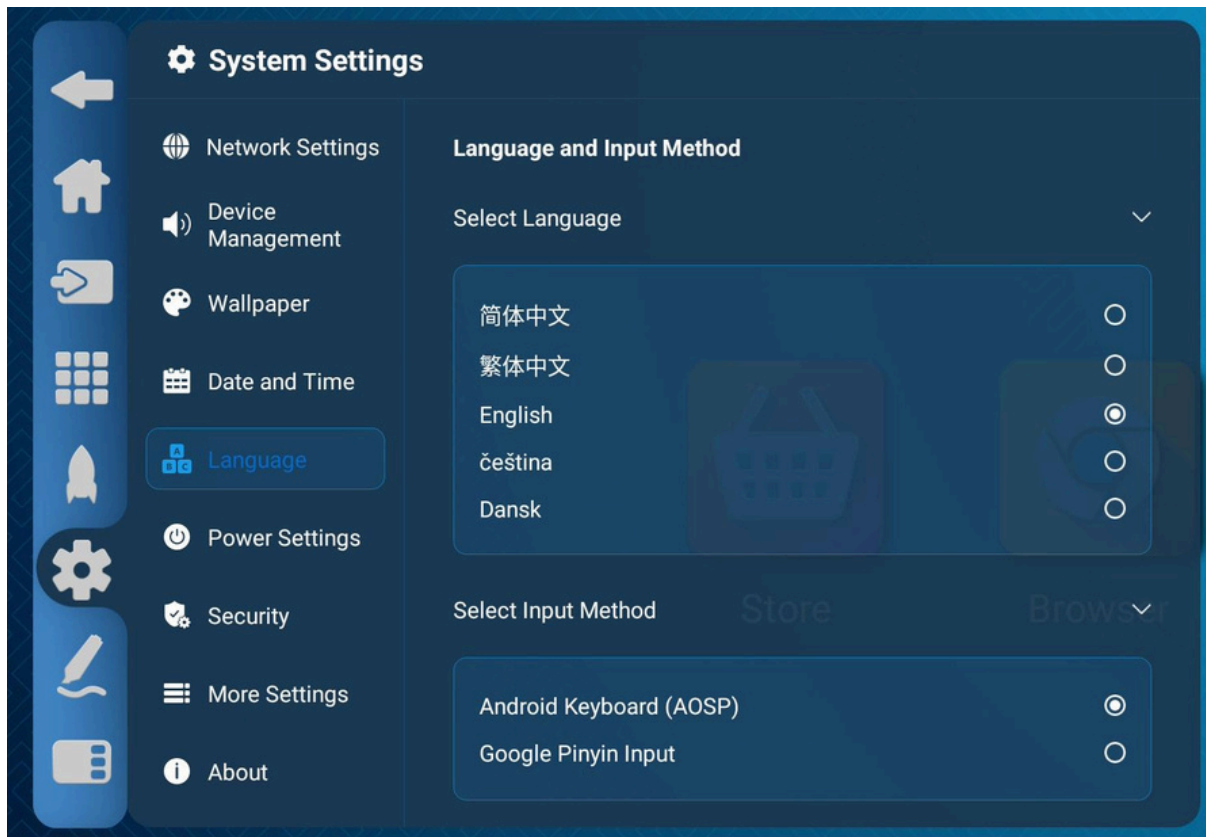 System Settings
Network Settings
Device
Management
Wallpaper
Date and Time
Language
Power Settings
Security
More Settings
About
Language and Input Method
Select Language
简体中文
繁体中文
English
čeština
Dansk
Select Input Method
Android Keyboard (AOSP)
Google Pinyin Input
Store
Browser